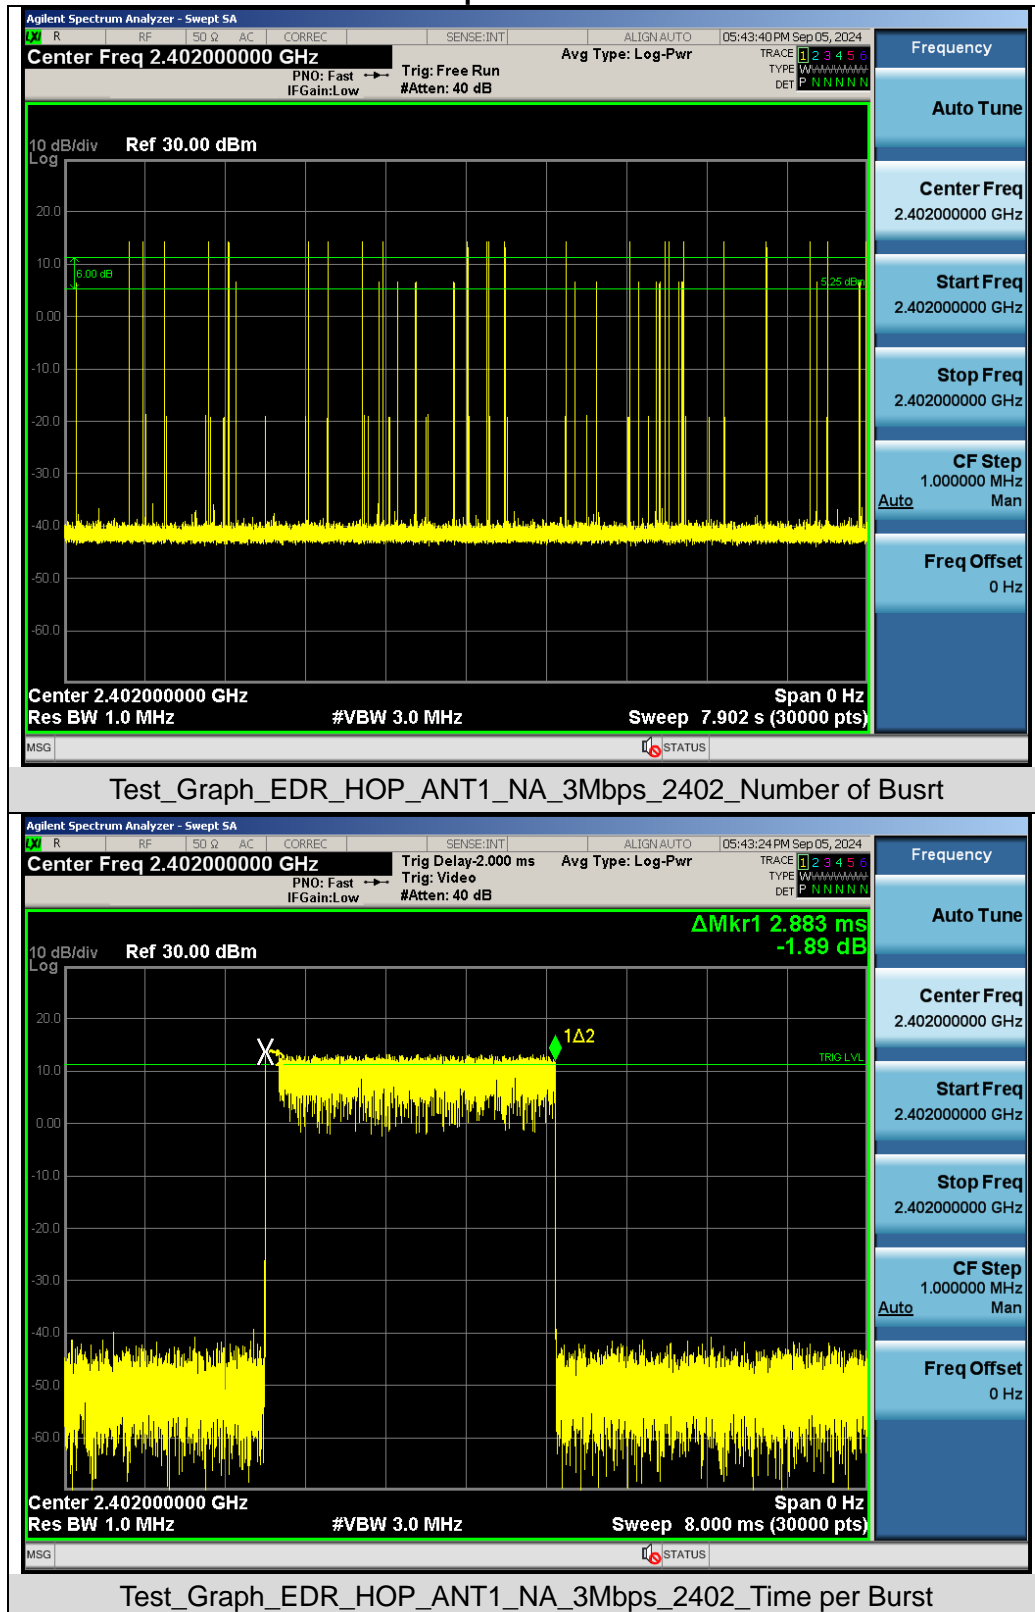 Agilent Spectrum Analyzer - Swept SA
LXI R RF 50 Ω AC CORREC SENSE:INT ALIGN AUTO 05:43:40 PM Sep 05, 2024
Center Freq 2.402000000 GHz
PNO: Fast
IFGain:Low
Trig: Free Run
#Atten: 40 dB
Avg Type: Log-Pwr
TRACE 1 2 3 4 5 6
TYPE W
DET P N N N N N
Frequency
Auto Tune
10 dB/div Ref 30.00 dBm
Log
20.0
10.0
0.00
-10.0
-20.0
-30.0
-40.0
-50.0
-60.0
6.00 dB
5.25 dBm
Center Freq
2.402000000 GHz
Start Freq
2.402000000 GHz
Stop Freq
2.402000000 GHz
CF Step
1.000000 MHz
Auto Man
Freq Offset
0 Hz
Center 2.402000000 GHz Span 0 Hz
Res BW 1.0 MHz #VBW 3.0 MHz Sweep 7.902 s (30000 pts)
MSG STATUS
Test_Graph_EDR_HOP_ANT1_NA_3Mbps_2402_Number of Busrt
Agilent Spectrum Analyzer - Swept SA
LXI R RF 50 Ω AC CORREC SENSE:INT ALIGN AUTO 05:43:24 PM Sep 05, 2024
Center Freq 2.402000000 GHz
PNO: Fast
IFGain:Low
Trig Delay-2.000 ms
Trig: Video
#Atten: 40 dB
Avg Type: Log-Pwr
TRACE 1 2 3 4 5 6
TYPE W
DET P N N N N N
Frequency
Auto Tune
ΔMkr1 2.883 ms
-1.89 dB
10 dB/div Ref 30.00 dBm
Log
20.0
10.0
0.00
-10.0
-20.0
-30.0
-40.0
-50.0
-60.0
X
1Δ2
TRIG LVL
Center Freq
2.402000000 GHz
Start Freq
2.402000000 GHz
Stop Freq
2.402000000 GHz
CF Step
1.000000 MHz
Auto Man
Freq Offset
0 Hz
Center 2.402000000 GHz Span 0 Hz
Res BW 1.0 MHz #VBW 3.0 MHz Sweep 8.000 ms (30000 pts)
MSG STATUS
Test_Graph_EDR_HOP_ANT1_NA_3Mbps_2402_Time per Burst